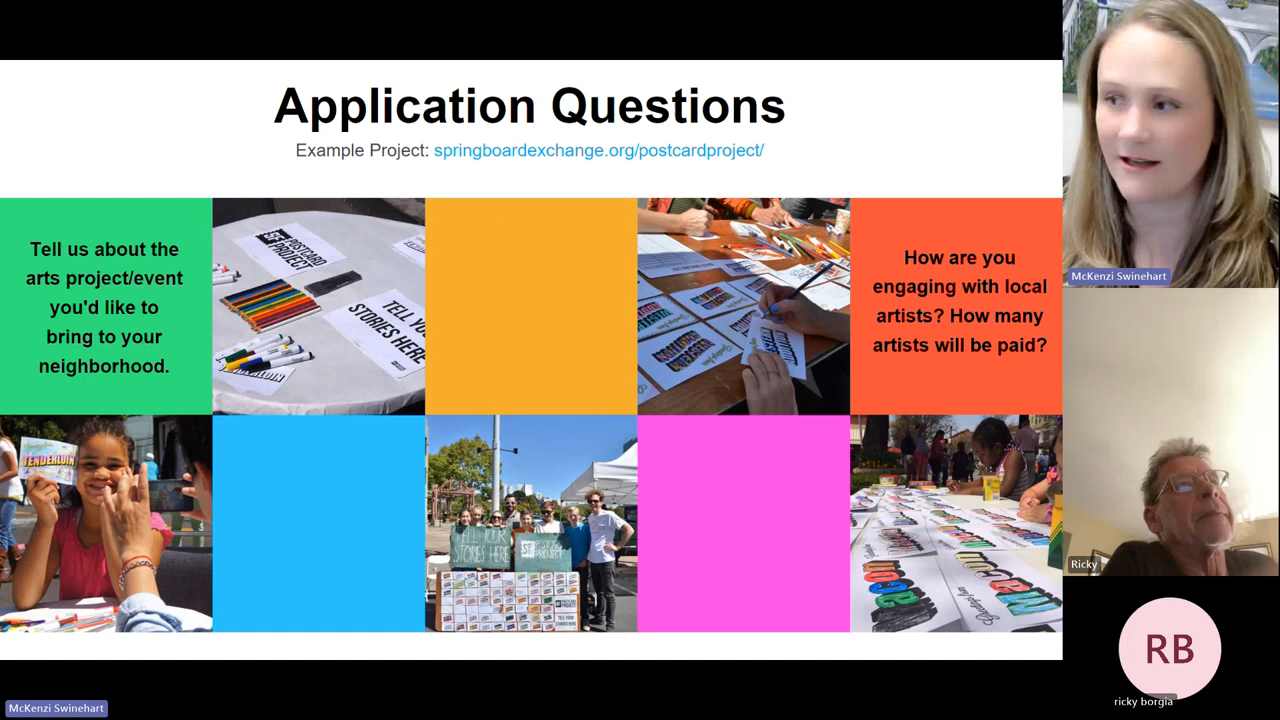 Application Questions
Example Project: springboardexchange.org/postcardproject/
Tell us about the
arts project/event
you'd like to
bring to your
neighborhood.
How are you
engaging with local
artists? How many
artists will be paid?
POSTCARD
PROJECT
TELL YOUR
STORIES HERE
TENDERLOIN
TELL YOUR
STORIES HERE
POSTCARD
PROJECT
McKenzi Swinehart
Ricky
RB
ricky borgia
McKenzi Swinehart